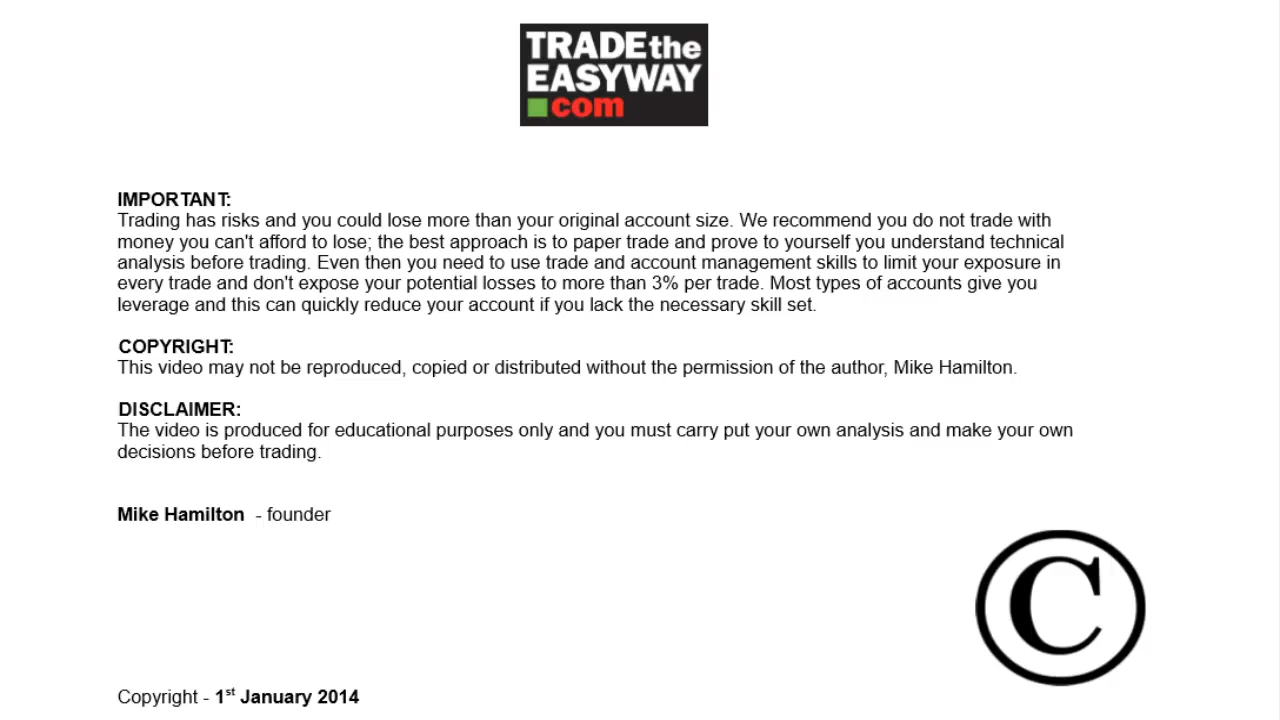 TRADEthe
EASYWAY
com
IMPORTANT:
Trading has risks and you could lose more than your original account size. We recommend you do not trade with
money you can't afford to lose; the best approach is to paper trade and prove to yourself you understand technical
analysis before trading. Even then you need to use trade and account management skills to limit your exposure in
every trade and don't expose your potential losses to more than 3% per trade. Most types of accounts give you
leverage and this can quickly reduce your account if you lack the necessary skill set.
COPYRIGHT:
This video may not be reproduced, copied or distributed without the permission of the author, Mike Hamilton.
DISCLAIMER:
The video is produced for educational purposes only and you must carry put your own analysis and make your own
decisions before trading.
Mike Hamilton - founder
©
Copyright - 1st January 2014